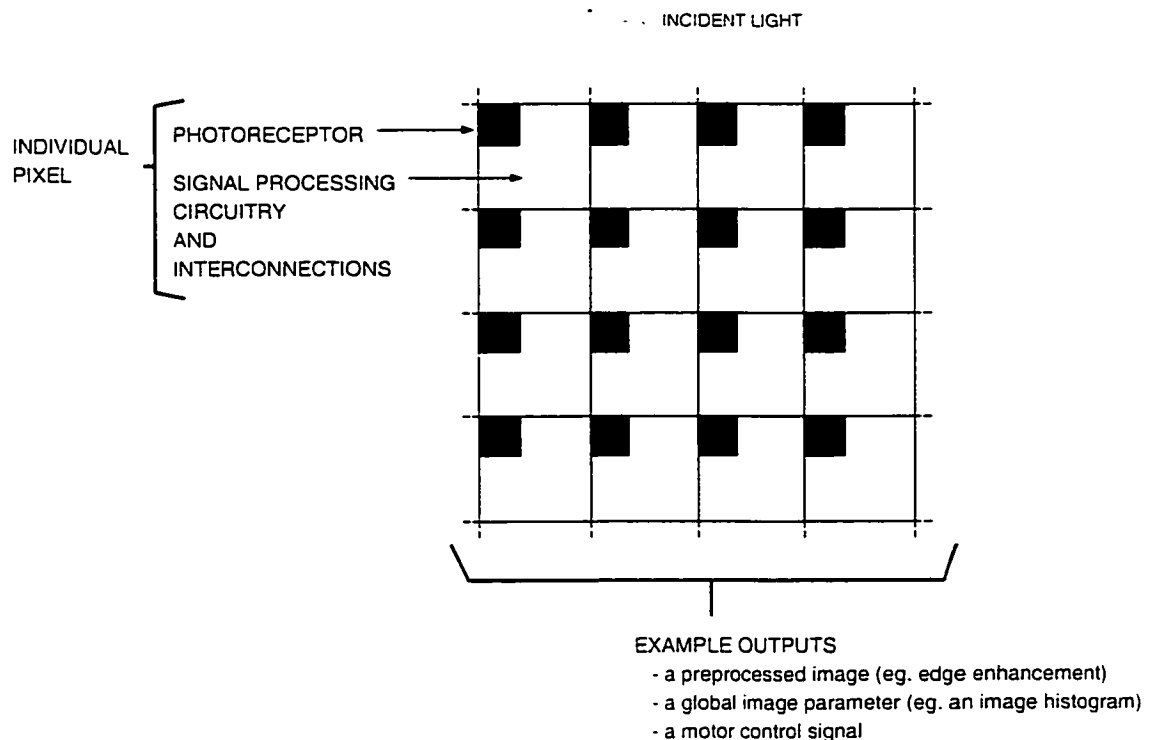 INCIDENT LIGHT
INDIVIDUAL
PIXEL
PHOTORECEPTOR
SIGNAL PROCESSING
CIRCUITRY
AND
INTERCONNECTIONS
EXAMPLE OUTPUTS
- a preprocessed image (eg. edge enhancement)
- a global image parameter (eg. an image histogram)
- a motor control signal